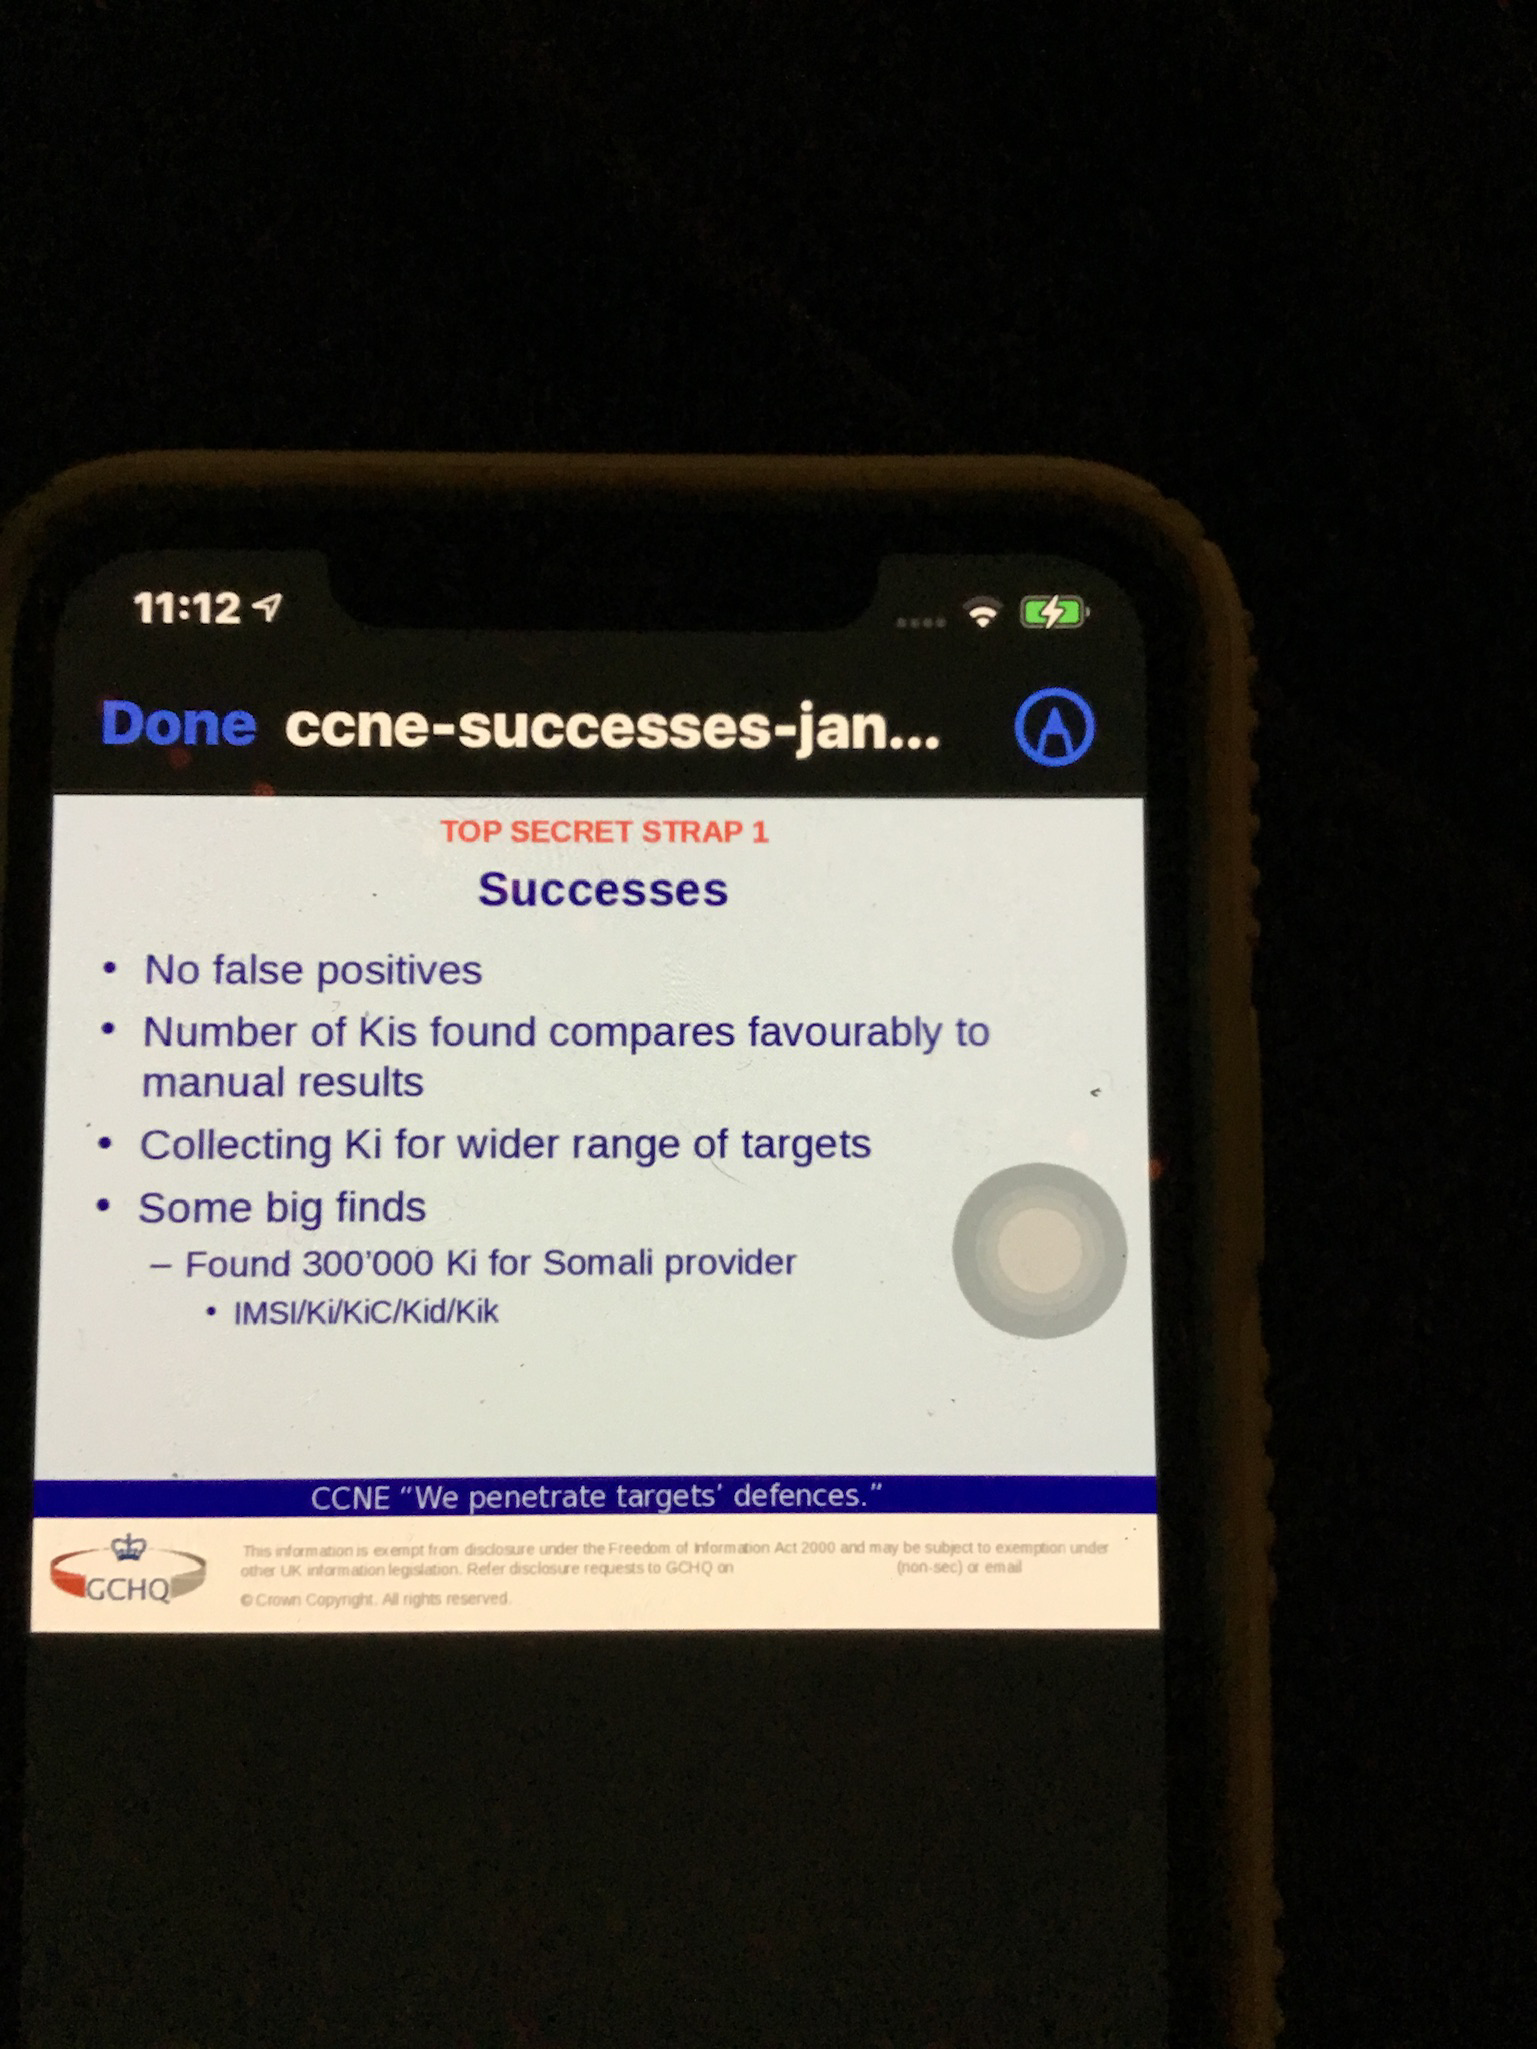 11:12
Done ccne-successes-jan...
TOP SECRET STRAP 1
Successes
• No false positives
• Number of Kis found compares favourably to
manual results
• Collecting Ki for wider range of targets
• Some big finds
– Found 300'000 Ki for Somali provider
• IMSI/Ki/KiC/Kid/Kik
CCNE “We penetrate targets’ defences.”
GCHQ
This information is exempt from disclosure under the Freedom of Information Act 2000 and may be subject to exemption under
other UK information legislation. Refer disclosure requests to GCHQ on (non-sec) or email
© Crown Copyright. All rights reserved.